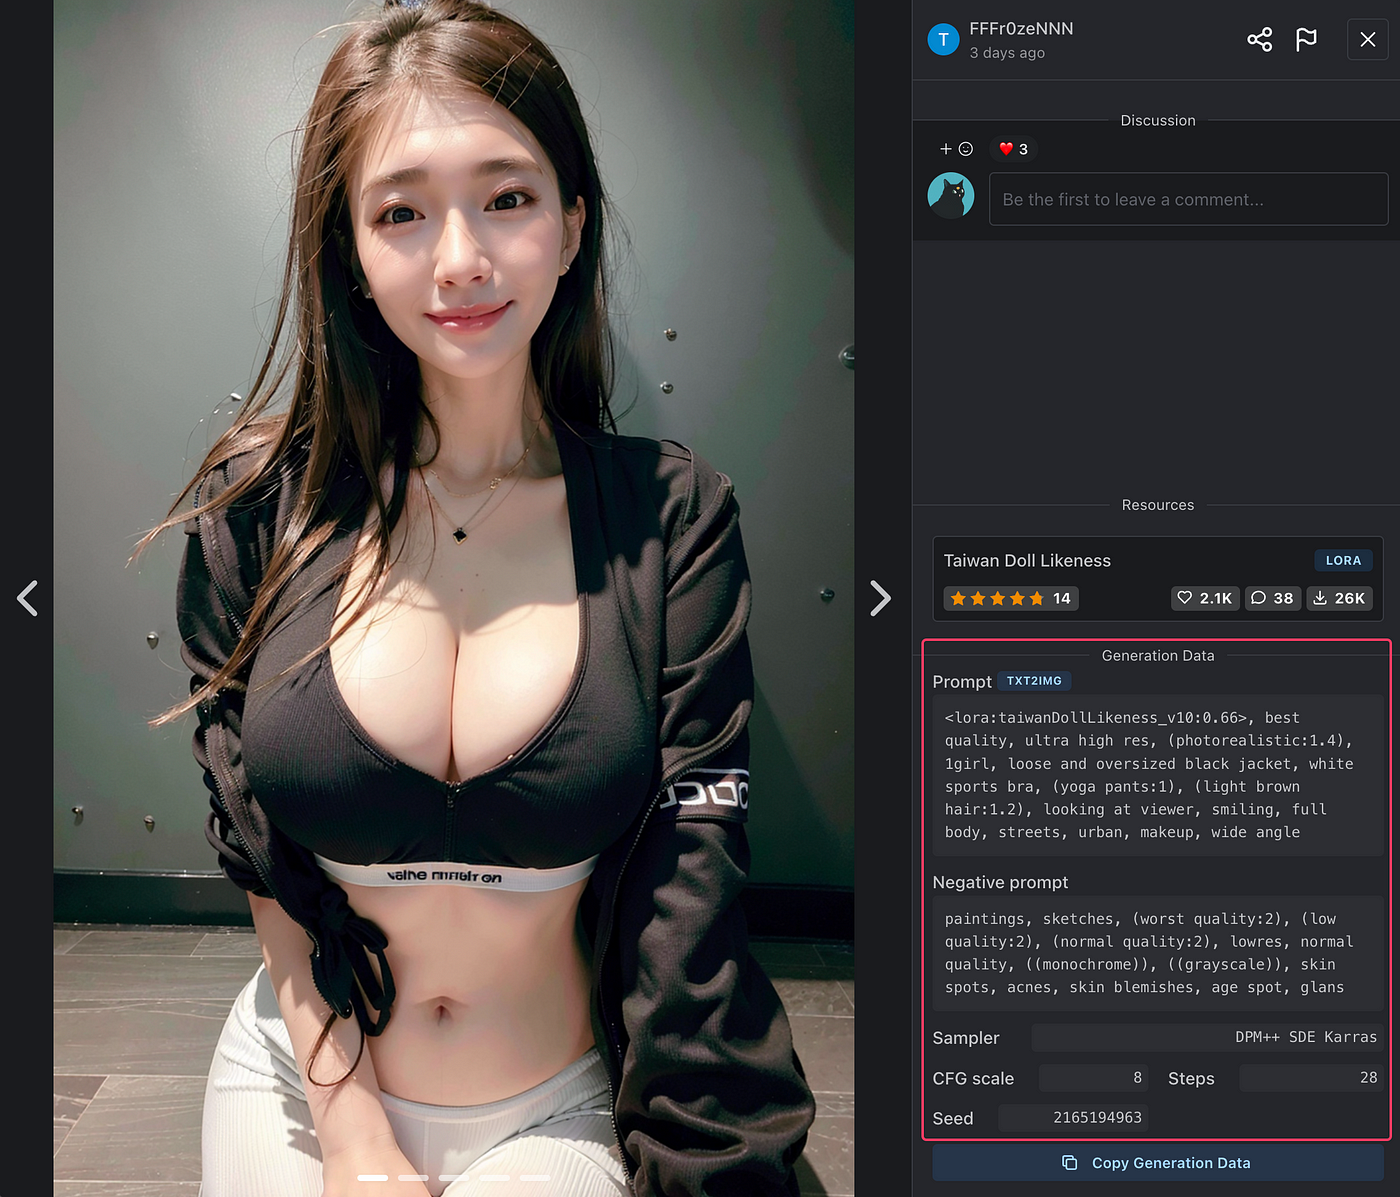 T
FFFr0zeNNN
3 days ago
Discussion
3
Be the first to leave a comment...
Resources
Taiwan Doll Likeness
LORA
14
2.1K
38
26K
Generation Data
Prompt
TXT2IMG
<lora:taiwanDollLikeness_v10:0.66>, best
quality, ultra high res, (photorealistic:1.4),
1girl, loose and oversized black jacket, white
sports bra, (yoga pants:1), (light brown
hair:1.2), looking at viewer, smiling, full
body, streets, urban, makeup, wide angle
Negative prompt
paintings, sketches, (worst quality:2), (low
quality:2), (normal quality:2), lowres, normal
quality, ((monochrome)), ((grayscale)), skin
spots, acnes, skin blemishes, age spot, glans
Sampler
DPM++ SDE Karras
CFG scale
8
Steps
28
Seed
2165194963
Copy Generation Data